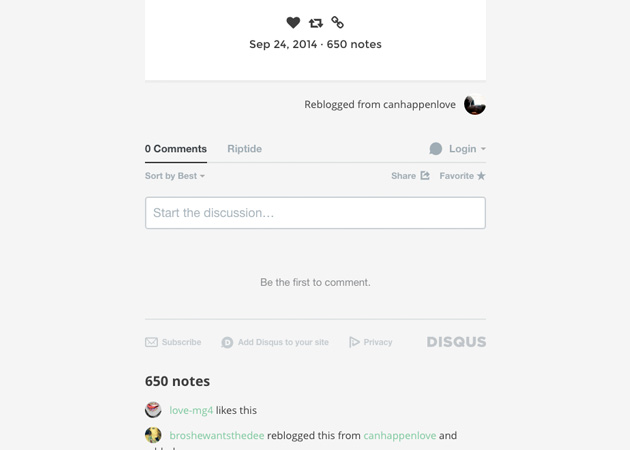 Sep 24, 2014 · 650 notes
Reblogged from canhappenlove
0 Comments Riptide Login
Sort by Best Share Favorite
Start the discussion…
Be the first to comment.
Subscribe Add Disqus to your site Privacy DISQUS
650 notes
love-mg4 likes this
broshewantsthedee reblogged this from canhappenlove and